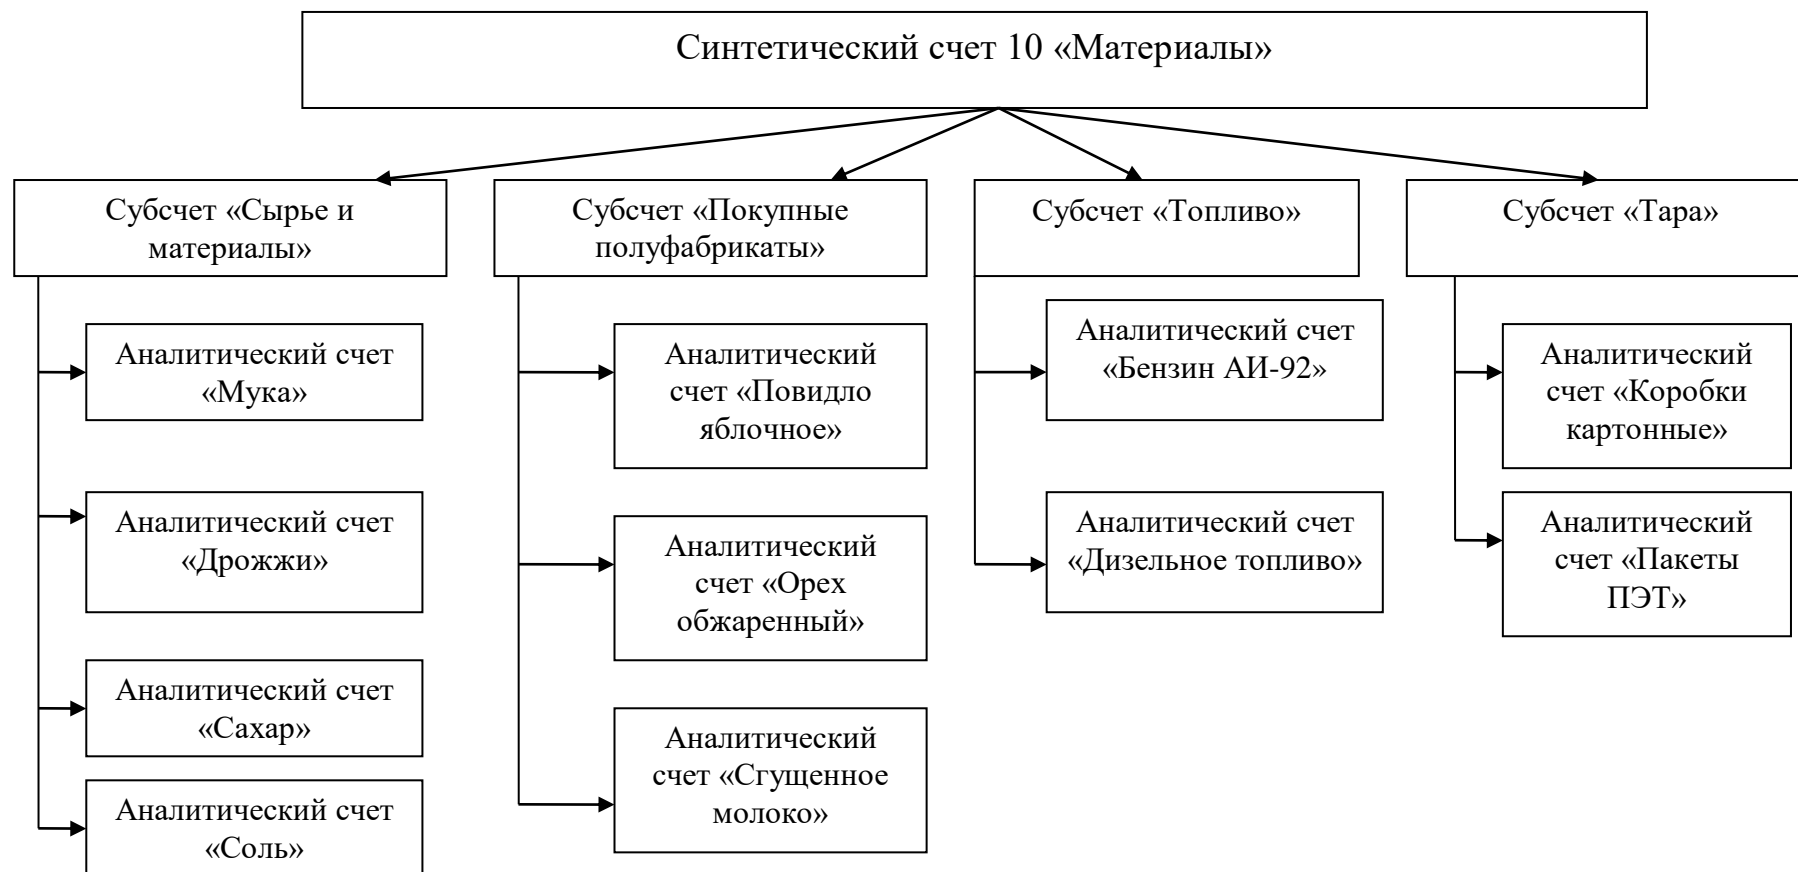 Синтетический счет 10 «Материалы»
Субсчет «Сырье и
материалы»
Субсчет «Покупные
полуфабрикаты»
Субсчет «Топливо»
Субсчет «Тара»
Аналитический счет
«Мука»
Аналитический счет
«Дрожжи»
Аналитический счет
«Сахар»
Аналитический счет
«Соль»
Аналитический
счет «Повидло
яблочное»
Аналитический
счет «Орех
обжаренный»
Аналитический
счет «Сгущенное
молоко»
Аналитический счет
«Бензин АИ-92»
Аналитический счет
«Дизельное топливо»
Аналитический
счет «Коробки
картонные»
Аналитический
счет «Пакеты
ПЭТ»